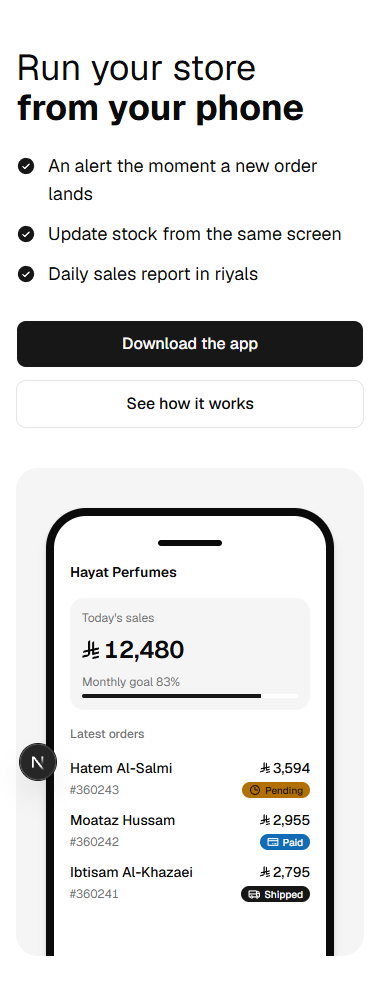 Run your store
from your phone
An alert the moment a new order
lands
Update stock from the same screen
Daily sales report in riyals
Download the app
See how it works
Hayat Perfumes
Today's sales
⃁ 12,480
Monthly goal 83%
Latest orders
Hatem Al-Salmi ⃁ 3,594
#360243 Pending
Moataz Hussam ⃁ 2,955
#360242 Paid
N
Ibtisam Al-Khazaei ⃁ 2,795
#360241 Shipped